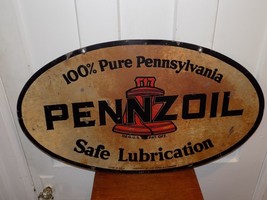 100% Pure Pennsylvania
PENNZOIL
Safe Lubrication